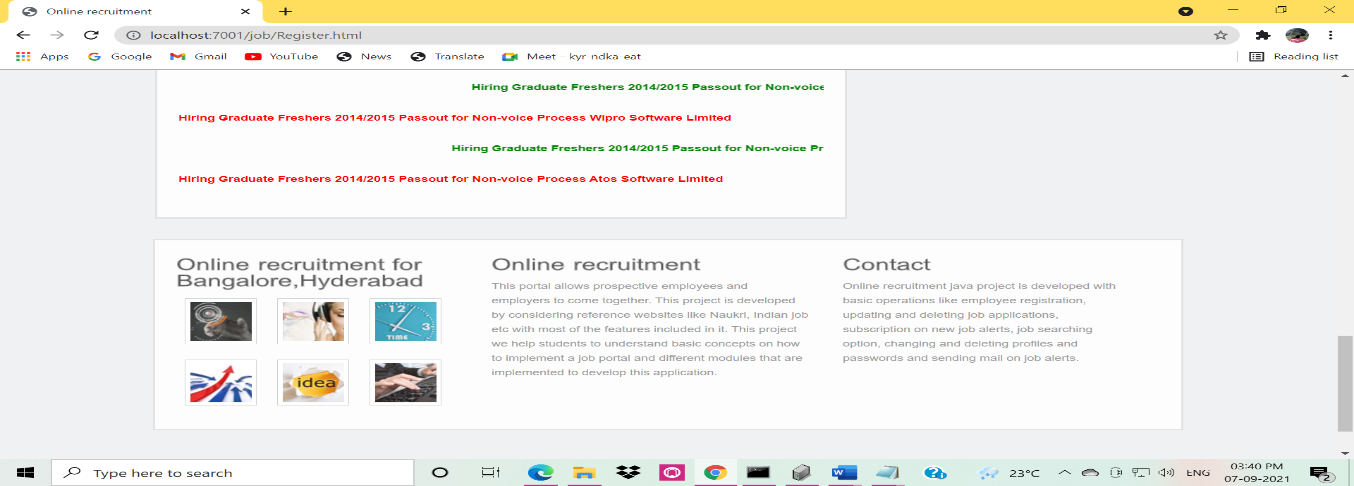 Online recruitment
localhost:7001/job/Register.html
Apps Google Gmail YouTube News Translate Meet - kyr-ndka-eat Reading list
Hiring Graduate Freshers 2014/2015 Passout for Non-voice
Hiring Graduate Freshers 2014/2015 Passout for Non-voice Process Wipro Software Limited
Hiring Graduate Freshers 2014/2015 Passout for Non-voice Pr
Hiring Graduate Freshers 2014/2015 Passout for Non-voice Process Atos Software Limited
Online recruitment for
Bangalore,Hyderabad
12
3
TIME
idea
Online recruitment
This portal allows prospective employees and
employers to come together. This project is developed
by considering reference websites like Naukri, Indian job
etc with most of the features included in it. This project
we help students to understand basic concepts on how
to implement a job portal and different modules that are
implemented to develop this application.
Contact
Online recruitment java project is developed with
basic operations like employee registration,
updating and deleting job applications,
subscription on new job alerts, job searching
option, changing and deleting profiles and
passwords and sending mail on job alerts.
Type here to search
23°C
ENG
03:40 PM
07-09-2021
2